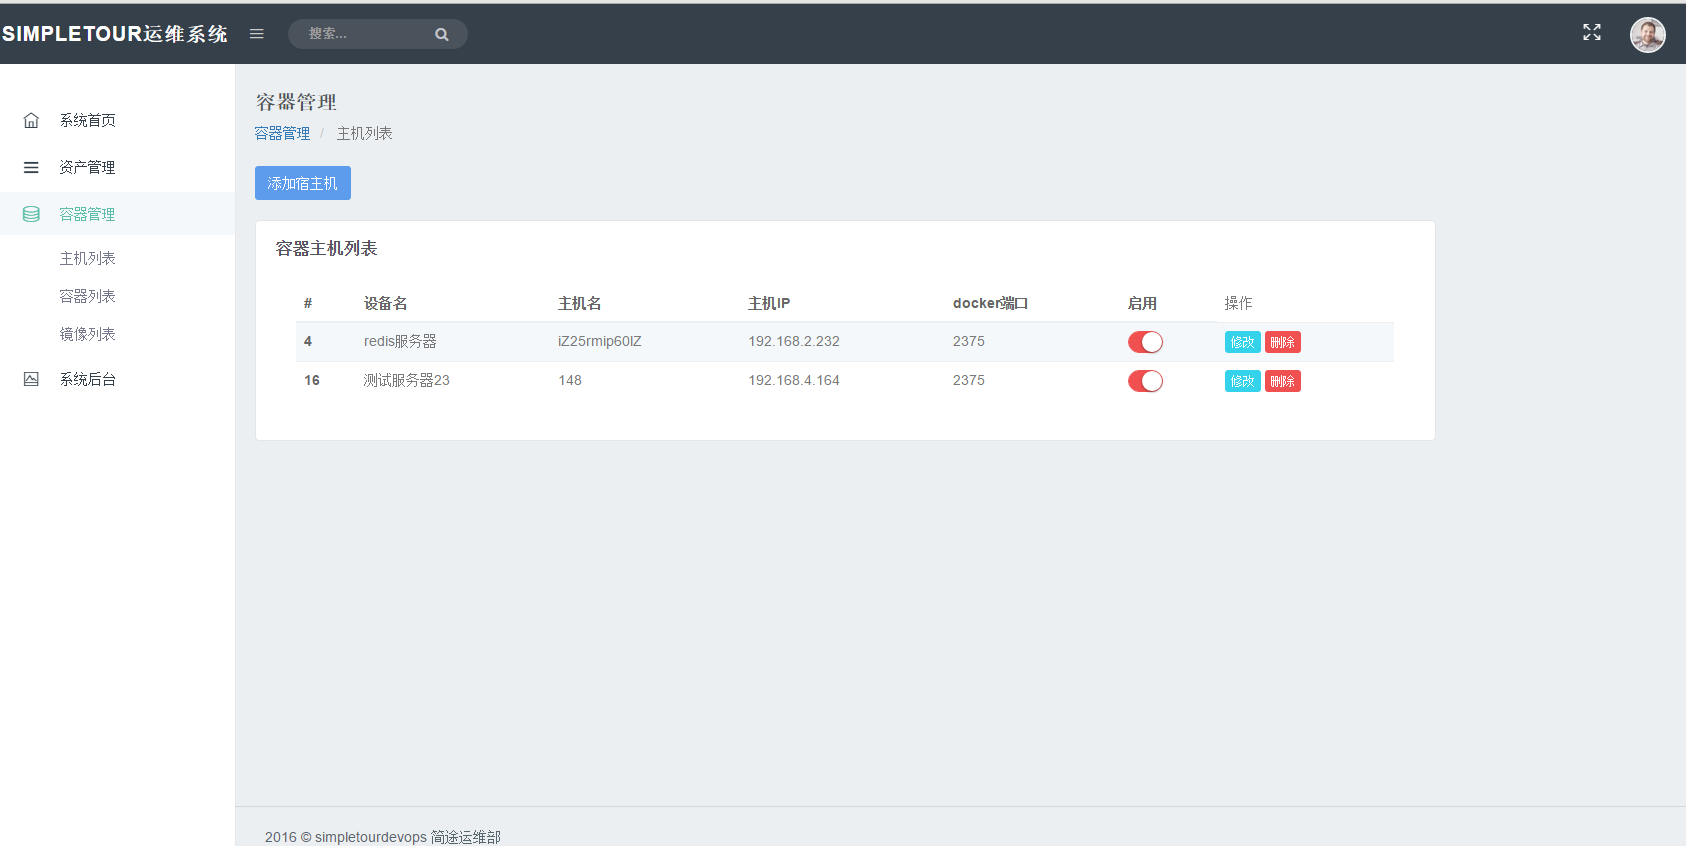 SIMPLETOUR运维系统
搜索...
系统首页
资产管理
容器管理
主机列表
容器列表
镜像列表
系统后台
容器管理
容器管理 / 主机列表
添加宿主机
容器主机列表
# 设备名 主机名 主机IP docker端口 启用 操作
4 redis服务器 iZ25rmip60lZ 192.168.2.232 2375 修改 删除
16 测试服务器23 148 192.168.4.164 2375 修改 删除
2016 © simpletourdevops 简途运维部